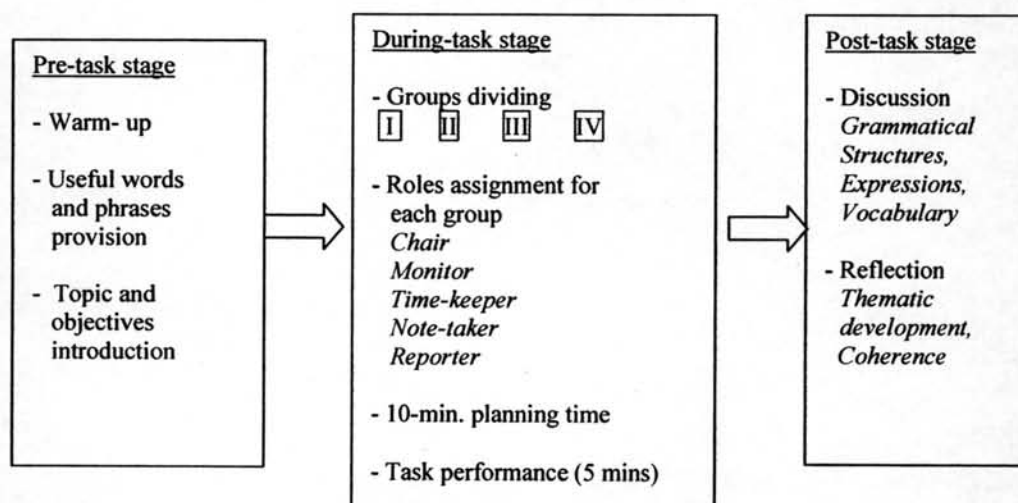 Pre-task stage
- Warm- up
- Useful words
and phrases
provision
- Topic and
objectives
introduction
During-task stage
- Groups dividing
I II III IV
- Roles assignment for
each group
Chair
Monitor
Time-keeper
Note-taker
Reporter
- 10-min. planning time
- Task performance (5 mins)
Post-task stage
- Discussion
Grammatical
Structures,
Expressions,
Vocabulary
- Reflection
Thematic
development,
Coherence